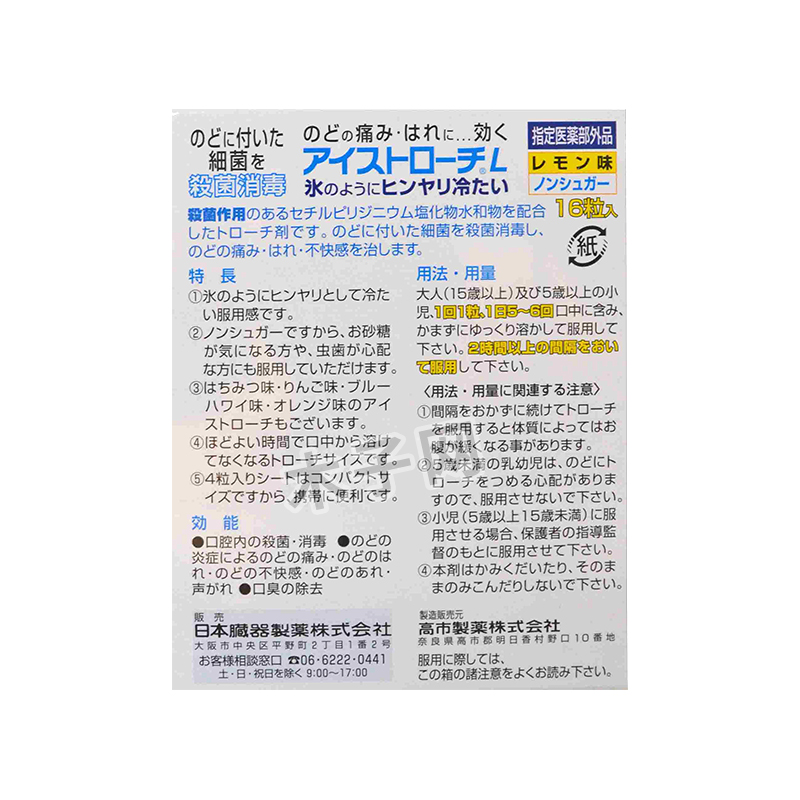 のどに付いた
細菌を
殺菌消毒
のどの痛み・はれに…効く
アイストローチ®L
氷のようにヒンヤリ冷たい
指定医薬部外品
レモン味
ノンシュガー
殺菌作用のあるセチルピリジニウム塩化物水和物を配合
したトローチ剤です。のどに付いた細菌を殺菌消毒し、
のどの痛み・はれ・不快感を治します。
16粒入
紙
特長
①氷のようにヒンヤリとして冷た
い服用感です。
②ノンシュガーですから、お砂糖
が気になる方や、虫歯が心配
な方にも服用していただけます。
③はちみつ味・りんご味・ブルー
ハワイ味・オレンジ味のアイ
ストローチもございます。
④ほどよい時間で口中から溶け
てなくなるトローチサイズです。
⑤4粒入りシートはコンパクトサ
イズですから、携帯に便利です。
効能
●口腔内の殺菌・消毒 ●のどの
炎症によるのどの痛み・のどのは
れ・のどの不快感・のどのあれ・
声がれ ●口臭の除去
用法・用量
大人(15歳以上)及び5歳以上の小
児、1回1粒、1日5〜6回口中に含み、
かまずにゆっくり溶かして服用して
下さい。2時間以上の間隔をおい
て服用して下さい。
〈用法・用量に関連する注意〉
①間隔をおかずに続けてトローチ
を服用すると体質によってはお
腹が緩くなる事があります。
②5歳未満の乳幼児は、のどにト
ローチをつめる心配がありま
すので、服用させないで下さい。
③小児(5歳以上15歳未満)に服
用させる場合、保護者の指導監
督のもとに服用させて下さい。
④本剤はかみくだいたり、そのま
まのみこんだりしないで下さい。
販売
日本臓器製薬株式会社
大阪市中央区平野町2丁目1番2号
お客様相談窓口 ☎06-6222-0441
土・日・祝日を除く 9:00〜17:00
製造販売元
高市製薬株式会社
奈良県高市郡明日香村野口10番地
服用に際しては、
この箱の諸注意をよくお読み下さい。
木子网